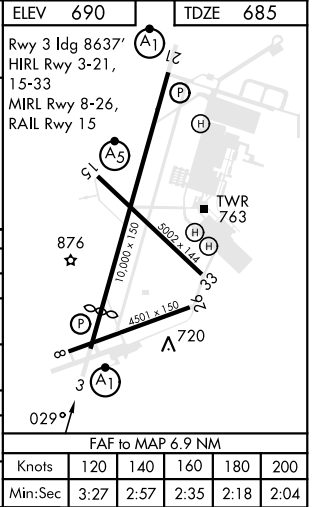 ELEV 690 TDZE 685
Rwy 3 ldg 8637'
HIRL Rwy 3-21,
15-33
MIRL Rwy 8-26,
RAIL Rwy 15
A1
21
P
H
A5
15
TWR
763
876
10,000 x 150
5002 x 144
H
H
33
26
P
4501 x 150
720
8
3
A1
029°
FAF to MAP 6.9 NM
Knots 120 140 160 180 200
Min:Sec 3:27 2:57 2:35 2:18 2:04